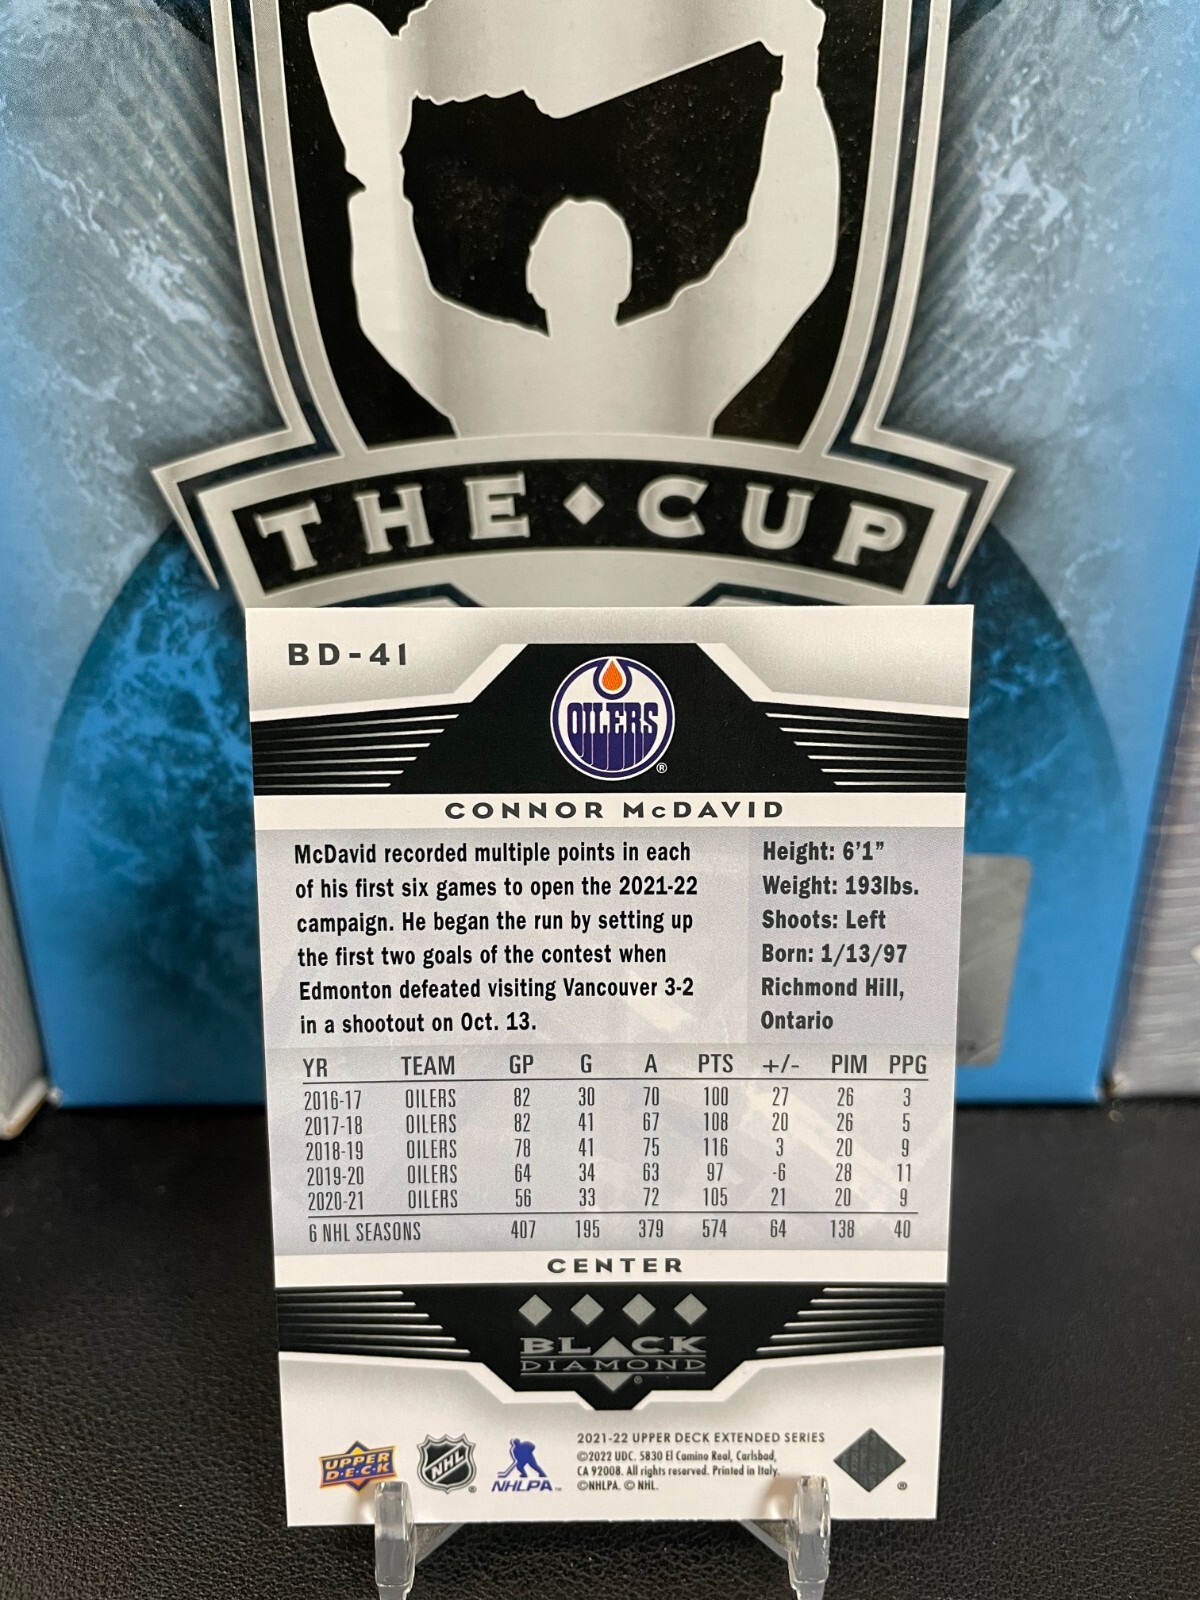 THE CUP
BD-41
OILERS
®
CONNOR McDAVID
McDavid recorded multiple points in each
of his first six games to open the 2021-22
campaign. He began the run by setting up
the first two goals of the contest when
Edmonton defeated visiting Vancouver 3-2
in a shootout on Oct. 13.
Height: 6'1"
Weight: 193lbs.
Shoots: Left
Born: 1/13/97
Richmond Hill,
Ontario
YR TEAM GP G A PTS +/- PIM PPG
2016-17 OILERS 82 30 70 100 27 26 3
2017-18 OILERS 82 41 67 108 20 26 5
2018-19 OILERS 78 41 75 116 3 20 9
2019-20 OILERS 64 34 63 97 -6 28 11
2020-21 OILERS 56 33 72 105 21 20 9
6 NHL SEASONS 407 195 379 574 64 138 40
CENTER
BLACK
DIAMOND
®
UPPER
DECK
NHL
®
NHLPA™
2021-22 UPPER DECK EXTENDED SERIES
©2022 UDC. 5830 El Camino Real, Carlsbad,
CA 92008. All rights reserved. Printed in Italy.
©NHLPA. © NHL.
®